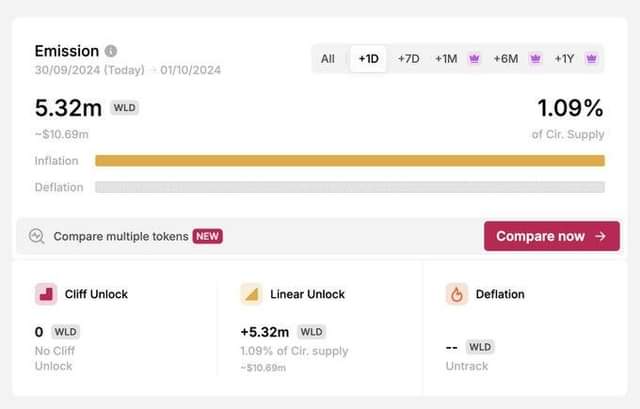 Emission
30/09/2024 (Today) - 01/10/2024
All +1D +7D +1M +6M +1Y
5.32m WLD
1.09%
~$10.69m
of Cir. Supply
Inflation
Deflation
Compare multiple tokens NEW
Compare now →
Cliff Unlock
0 WLD
No Cliff
Unlock
Linear Unlock
+5.32m WLD
1.09% of Cir. supply
~$10.69m
Deflation
-- WLD
Untrack